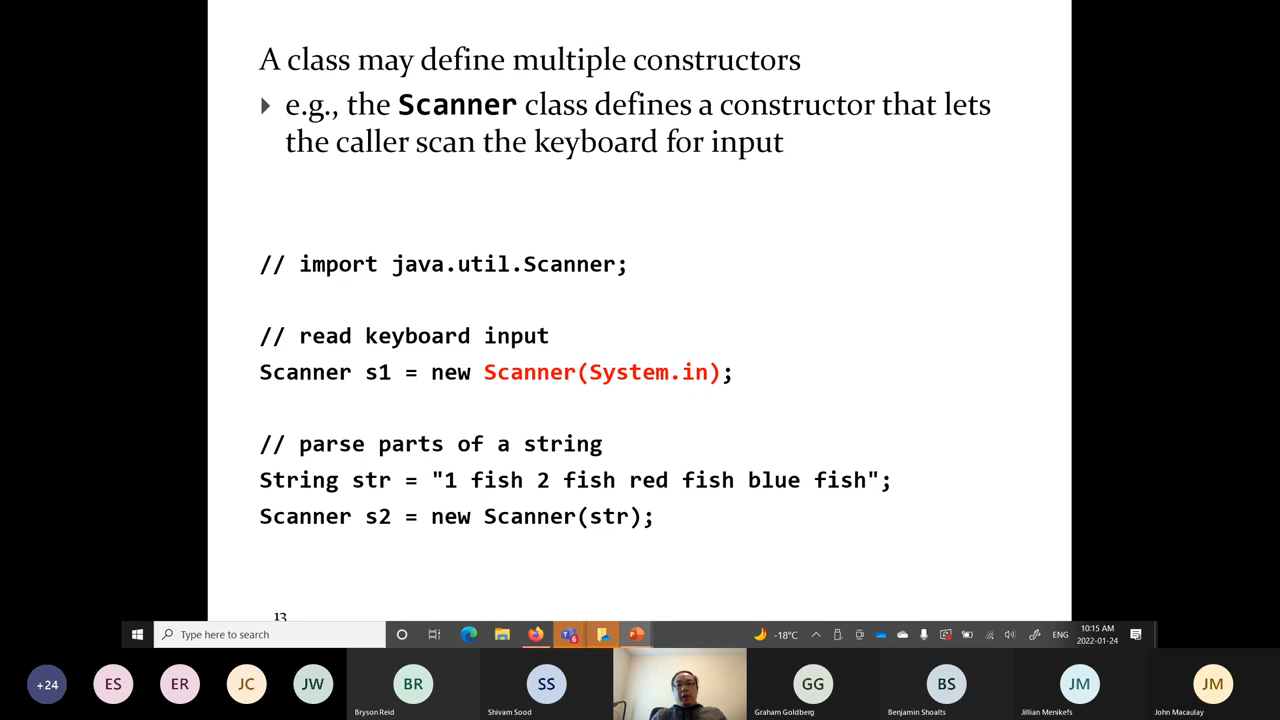 A class may define multiple constructors
e.g., the Scanner class defines a constructor that lets
the caller scan the keyboard for input
// import java.util.Scanner;
// read keyboard input
Scanner s1 = new Scanner(System.in);
// parse parts of a string
String str = "1 fish 2 fish red fish blue fish";
Scanner s2 = new Scanner(str);
13
Type here to search
6
-18°C
ENG
10:15 AM
2022-01-24
+24
ES
ER
JC
JW
BR
SS
GG
BS
JM
JM
Bryson Reid
Shivam Sood
Graham Goldberg
Benjamin Shoalts
Jillian Menikefs
John Macaulay